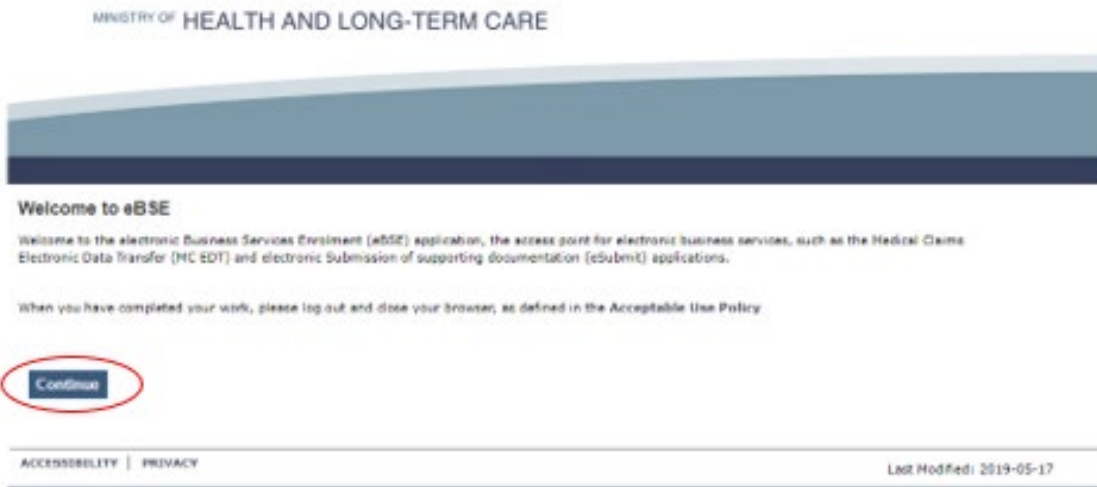 MINISTRY OF HEALTH AND LONG-TERM CARE
Welcome to eBSE
Welcome to the electronic Business Services Enrolment (eBSE) application, the access point for electronic business services, such as the Medical Claims
Electronic Data Transfer (MC EDT) and electronic Submission of supporting documentation (eSubmit) applications.
When you have completed your work, please log out and close your browser, as defined in the Acceptable Use Policy
Continue
ACCESSIBILITY | PRIVACY
Last Modified: 2019-05-17